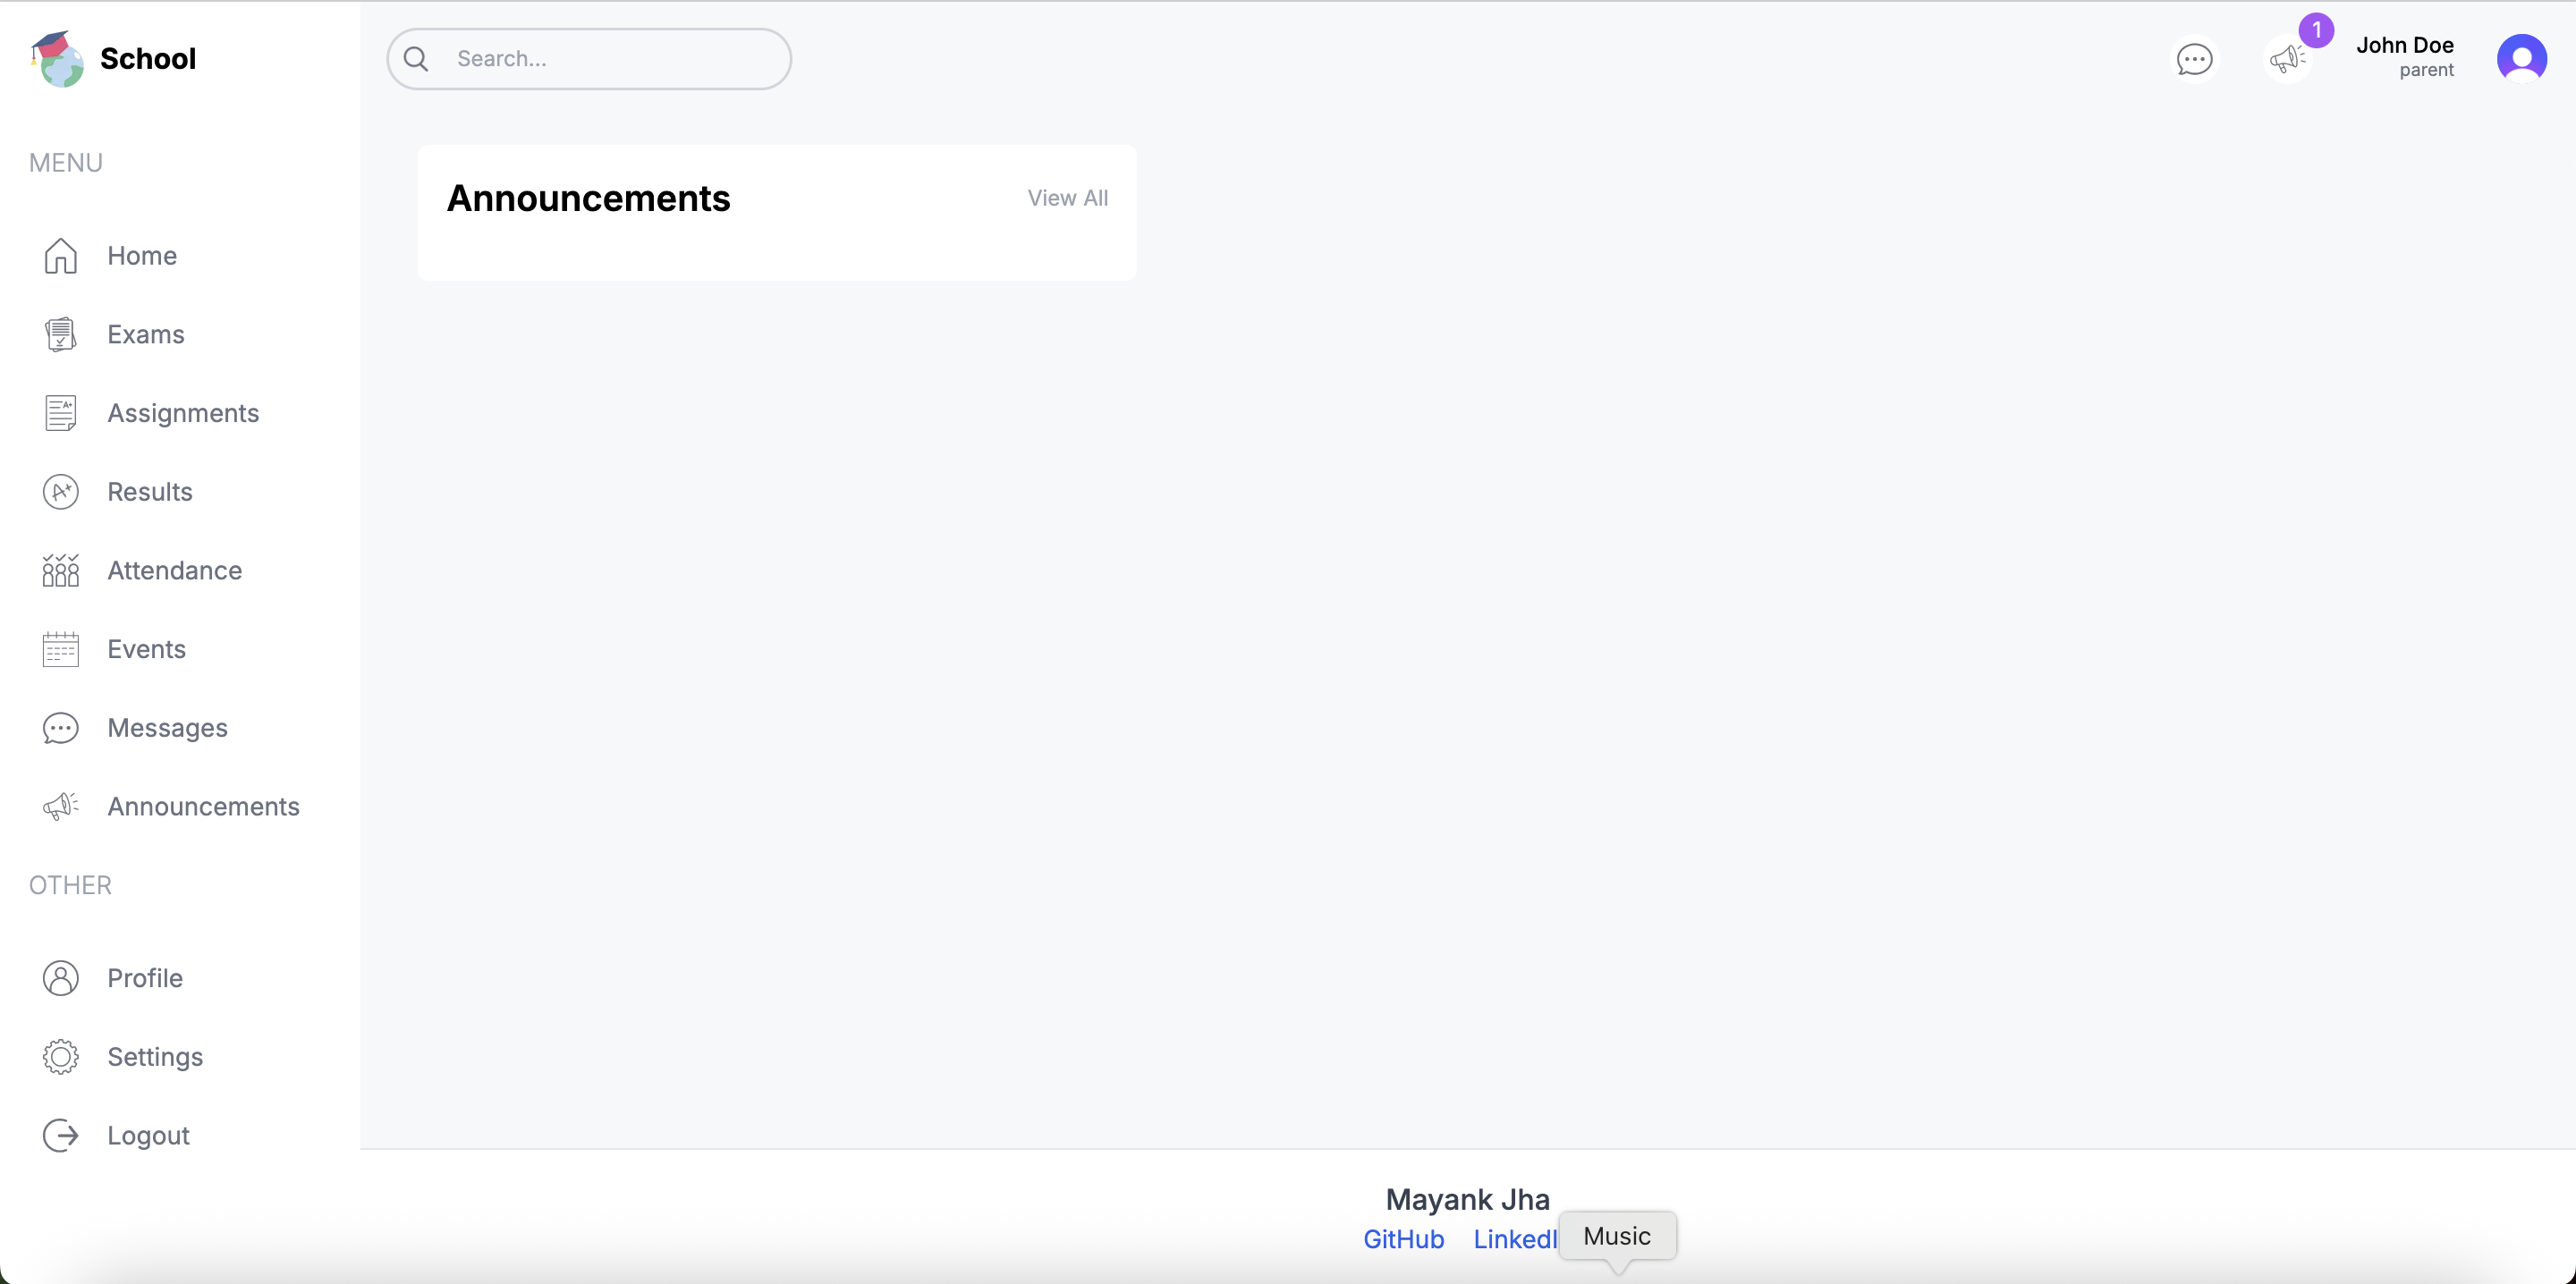 School
Search...
1
John Doe
parent
MENU
Home
Exams
Assignments
Results
Attendance
Events
Messages
Announcements
OTHER
Profile
Settings
Logout
Announcements
View All
Mayank Jha
GitHub LinkedI
Music